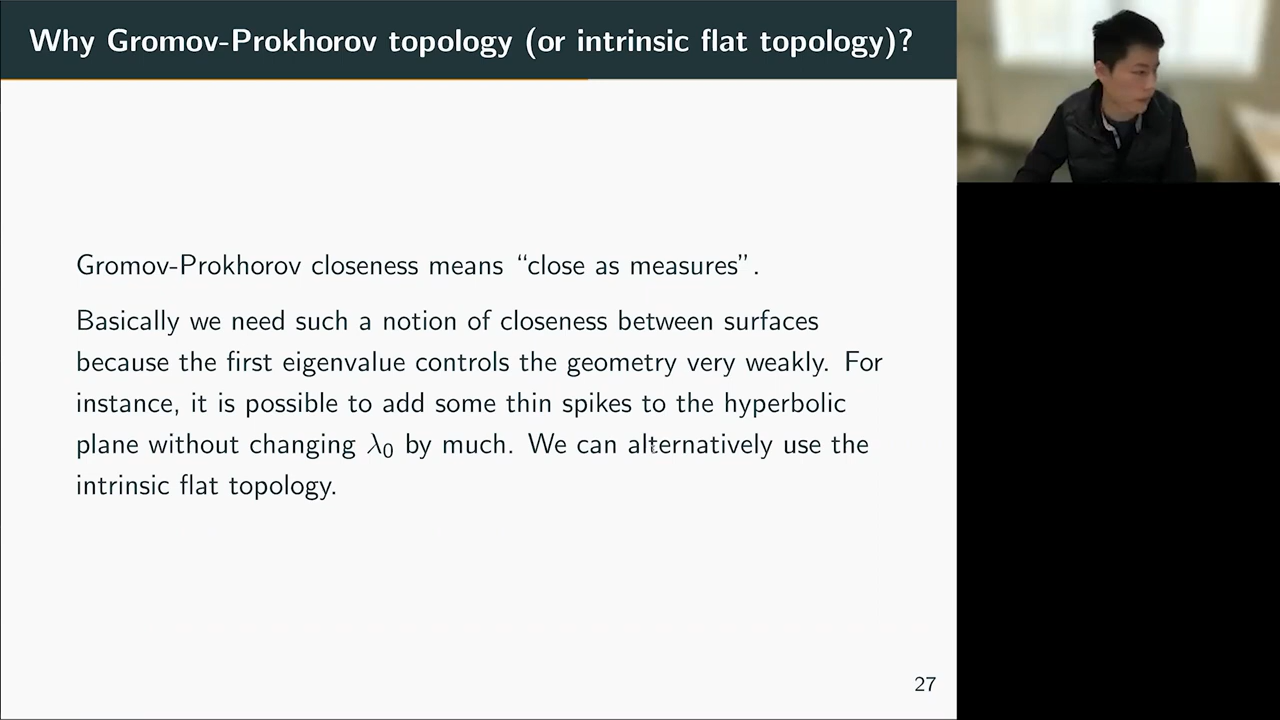 Why Gromov-Prokhorov topology (or intrinsic flat topology)?
Gromov-Prokhorov closeness means “close as measures”.
Basically we need such a notion of closeness between surfaces
because the first eigenvalue controls the geometry very weakly. For
instance, it is possible to add some thin spikes to the hyperbolic
plane without changing λ₀ by much. We can alternatively use the
intrinsic flat topology.
27